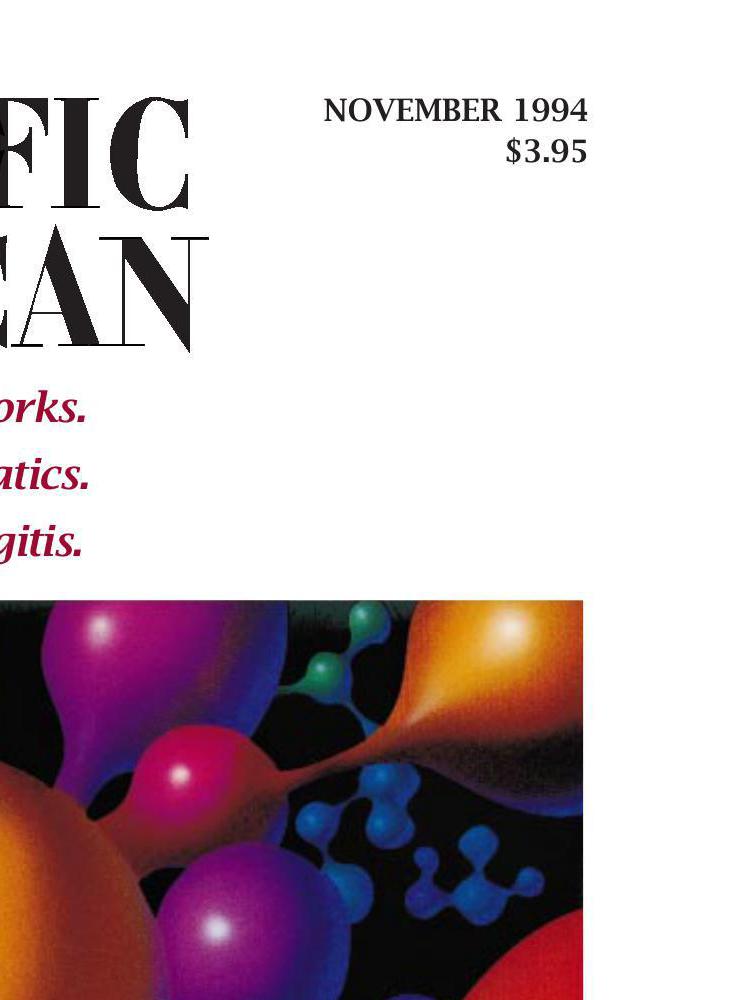 FIC
CAN
NOVEMBER 1994
$3.95
orks.
atics.
gitis.